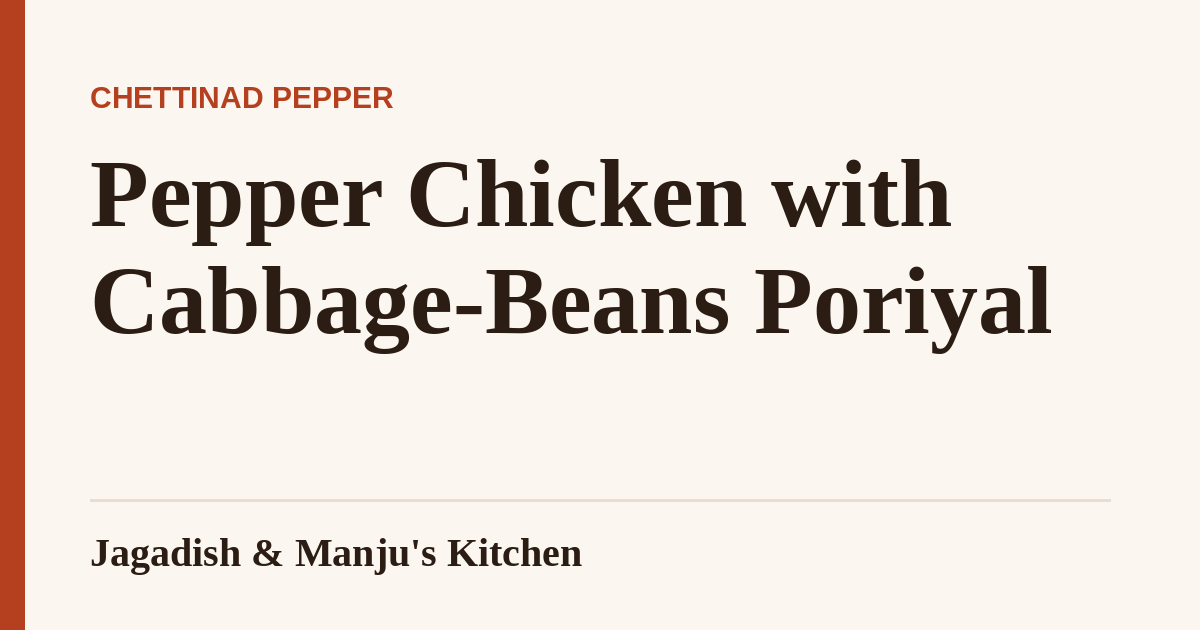 CHETTINAD PEPPER
Pepper Chicken with
Cabbage-Beans Poriyal
Jagadish & Manju's Kitchen